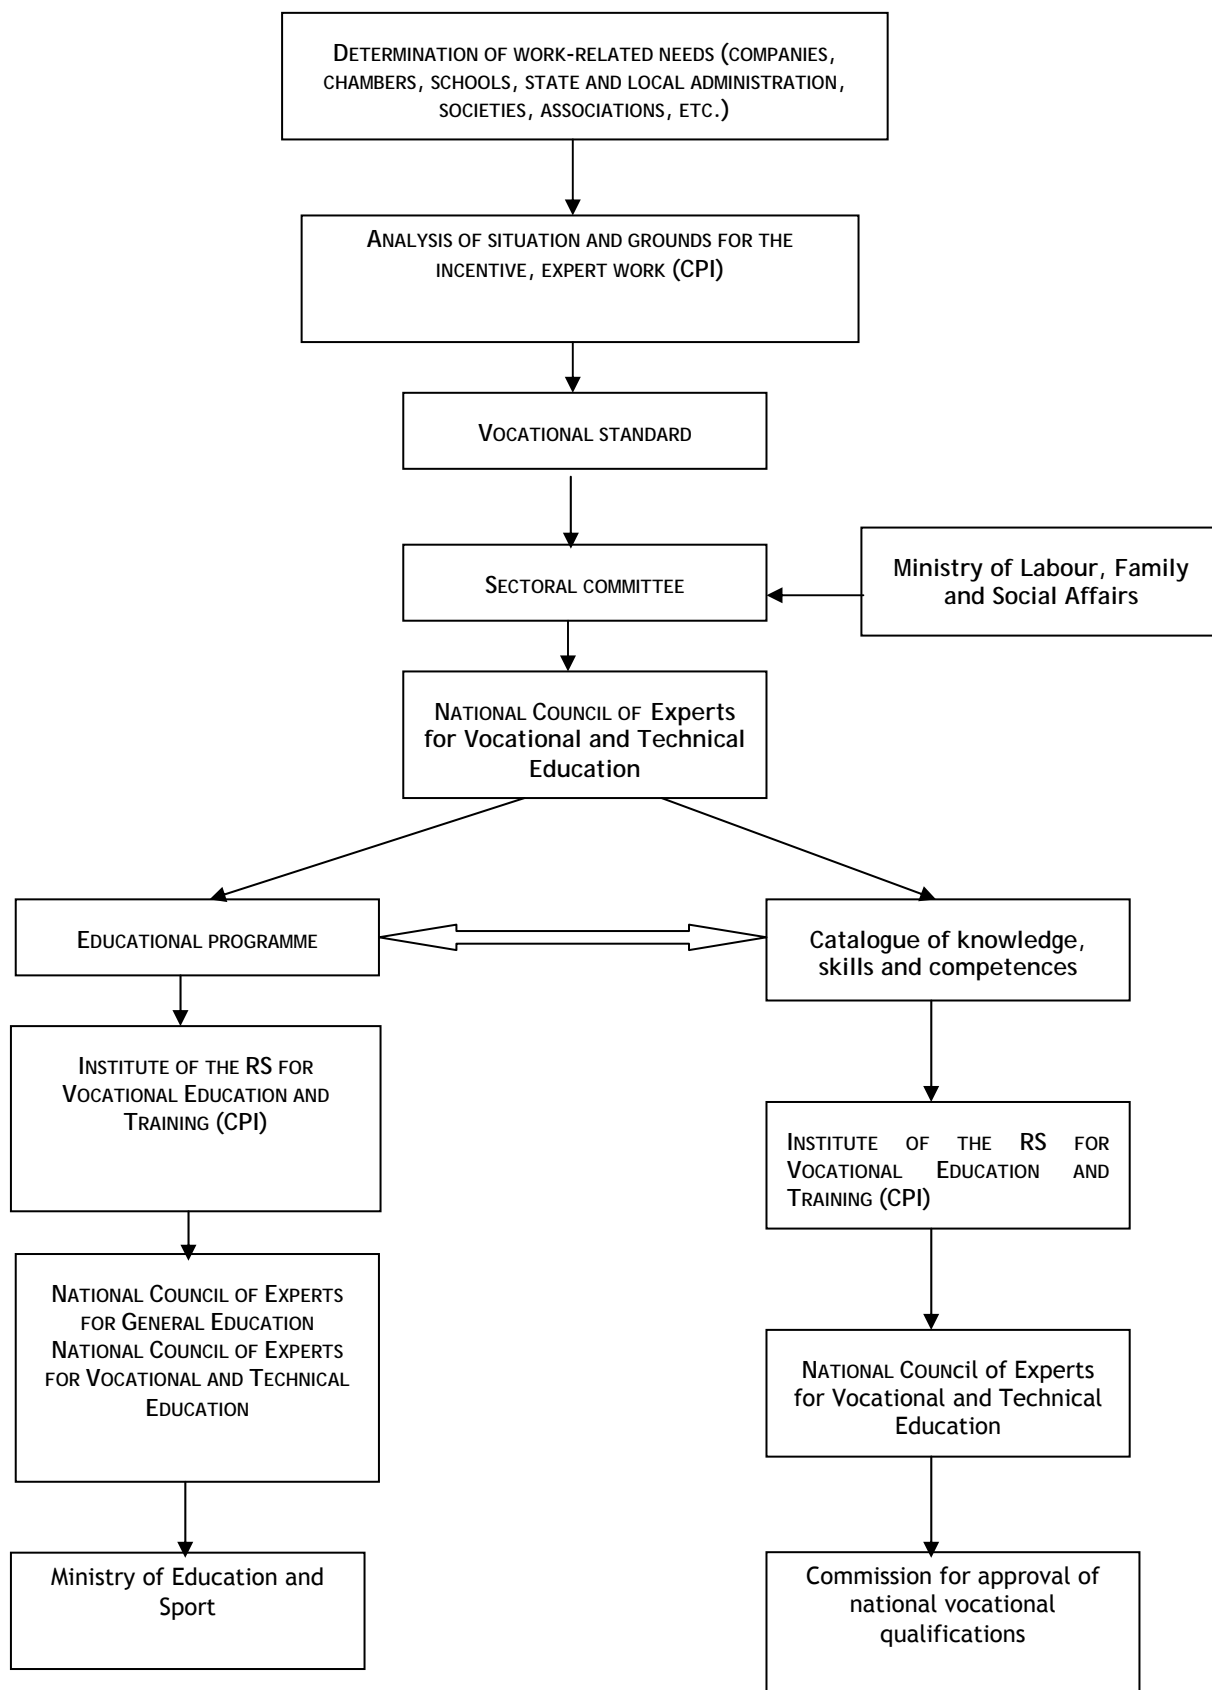 DETERMINATION OF WORK-RELATED NEEDS (COMPANIES,
CHAMBERS, SCHOOLS, STATE AND LOCAL ADMINISTRATION,
SOCIETIES, ASSOCIATIONS, ETC.)
ANALYSIS OF SITUATION AND GROUNDS FOR THE
INCENTIVE, EXPERT WORK (CPI)
VOCATIONAL STANDARD
SECTORAL COMMITTEE
Ministry of Labour, Family
and Social Affairs
NATIONAL COUNCIL OF Experts
for Vocational and Technical
Education
EDUCATIONAL PROGRAMME
Catalogue of knowledge,
skills and competences
INSTITUTE OF THE RS FOR
VOCATIONAL EDUCATION AND
TRAINING (CPI)
INSTITUTE OF THE RS FOR
VOCATIONAL EDUCATION AND
TRAINING (CPI)
NATIONAL COUNCIL OF EXPERTS
FOR GENERAL EDUCATION
NATIONAL COUNCIL OF EXPERTS
FOR VOCATIONAL AND TECHNICAL
EDUCATION
NATIONAL COUNcil of Experts
for Vocational and Technical
Education
Ministry of Education and
Sport
Commission for approval of
national vocational
qualifications